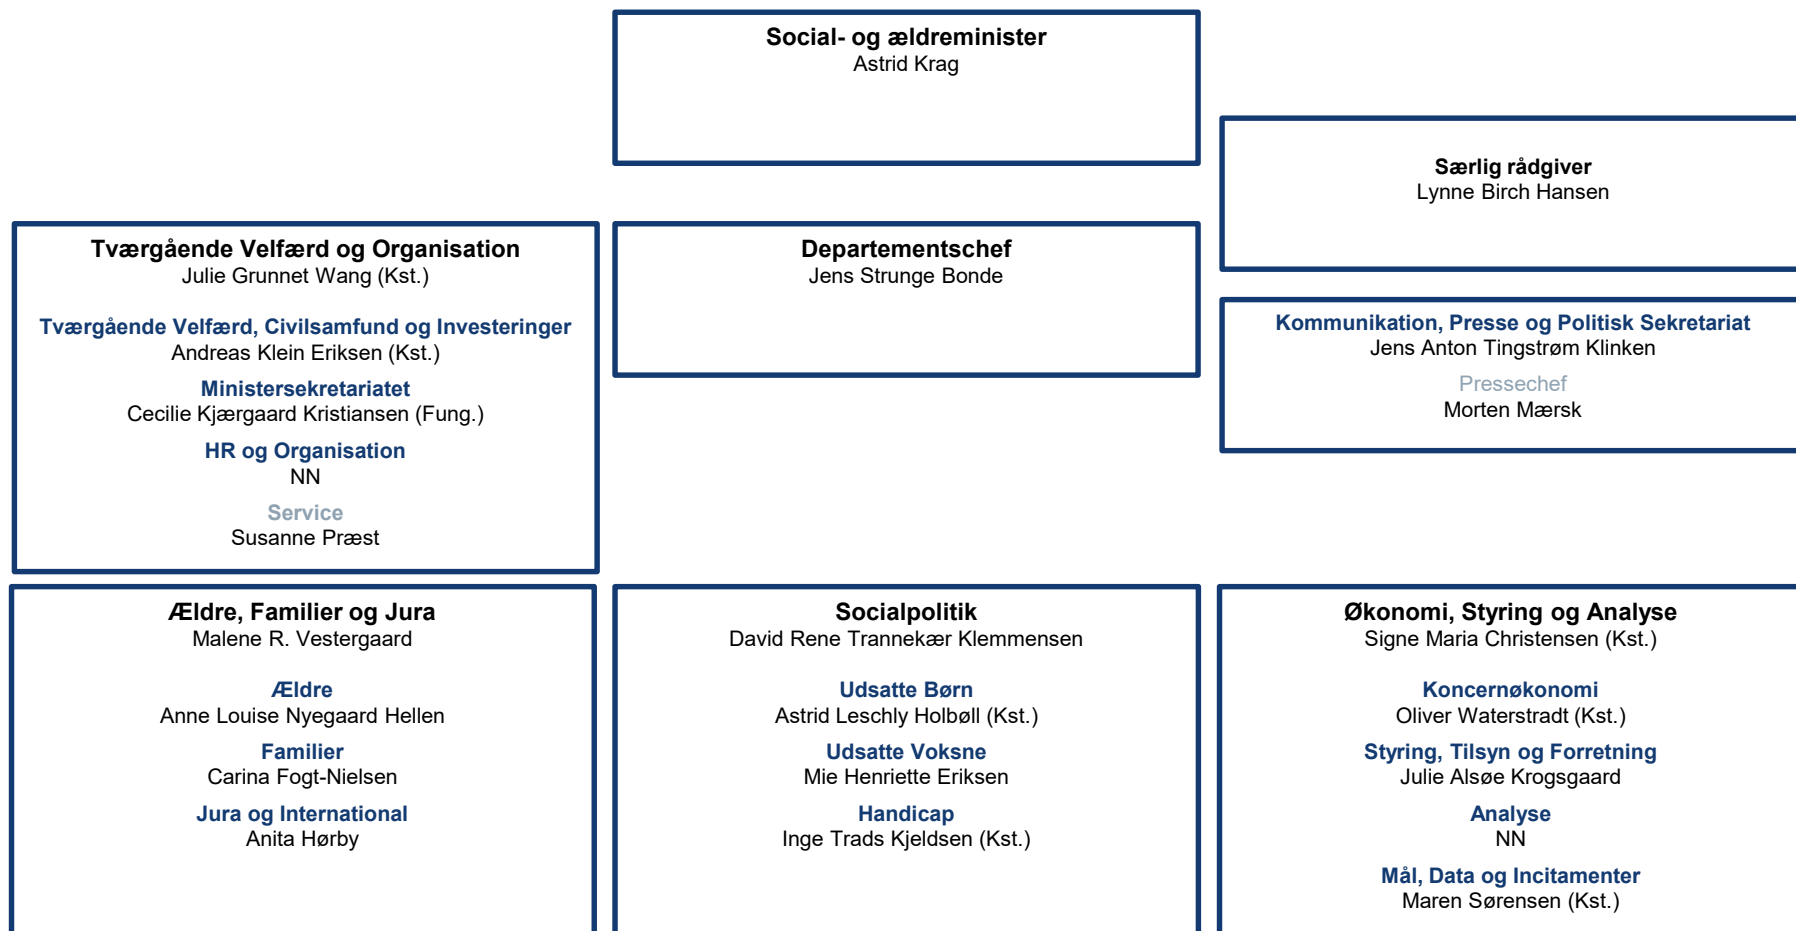 Social- og ældreminister
Astrid Krag
Særlig rådgiver
Lynne Birch Hansen
Tværgående Velfærd og Organisation
Julie Grunnet Wang (Kst.)
Tværgående Velfærd, Civilsamfund og Investeringer
Andreas Klein Eriksen (Kst.)
Ministersekretariatet
Cecilie Kjærgaard Kristiansen (Fung.)
HR og Organisation
NN
Service
Susanne Præst
Departementschef
Jens Strunge Bonde
Kommunikation, Presse og Politisk Sekretariat
Jens Anton Tingstrøm Klinken
Pressechef
Morten Mærsk
Ældre, Familier og Jura
Malene R. Vestergaard
Ældre
Anne Louise Nyegaard Hellen
Familier
Carina Fogt-Nielsen
Jura og International
Anita Hørby
Socialpolitik
David Rene Trannekær Klemmensen
Udsatte Børn
Astrid Leschly Holbøll (Kst.)
Udsatte Voksne
Mie Henriette Eriksen
Handicap
Inge Trads Kjeldsen (Kst.)
Økonomi, Styring og Analyse
Signe Maria Christensen (Kst.)
Koncernøkonomi
Oliver Waterstradt (Kst.)
Styring, Tilsyn og Forretning
Julie Alsøe Krogsgaard
Analyse
NN
Mål, Data og Incitamenter
Maren Sørensen (Kst.)